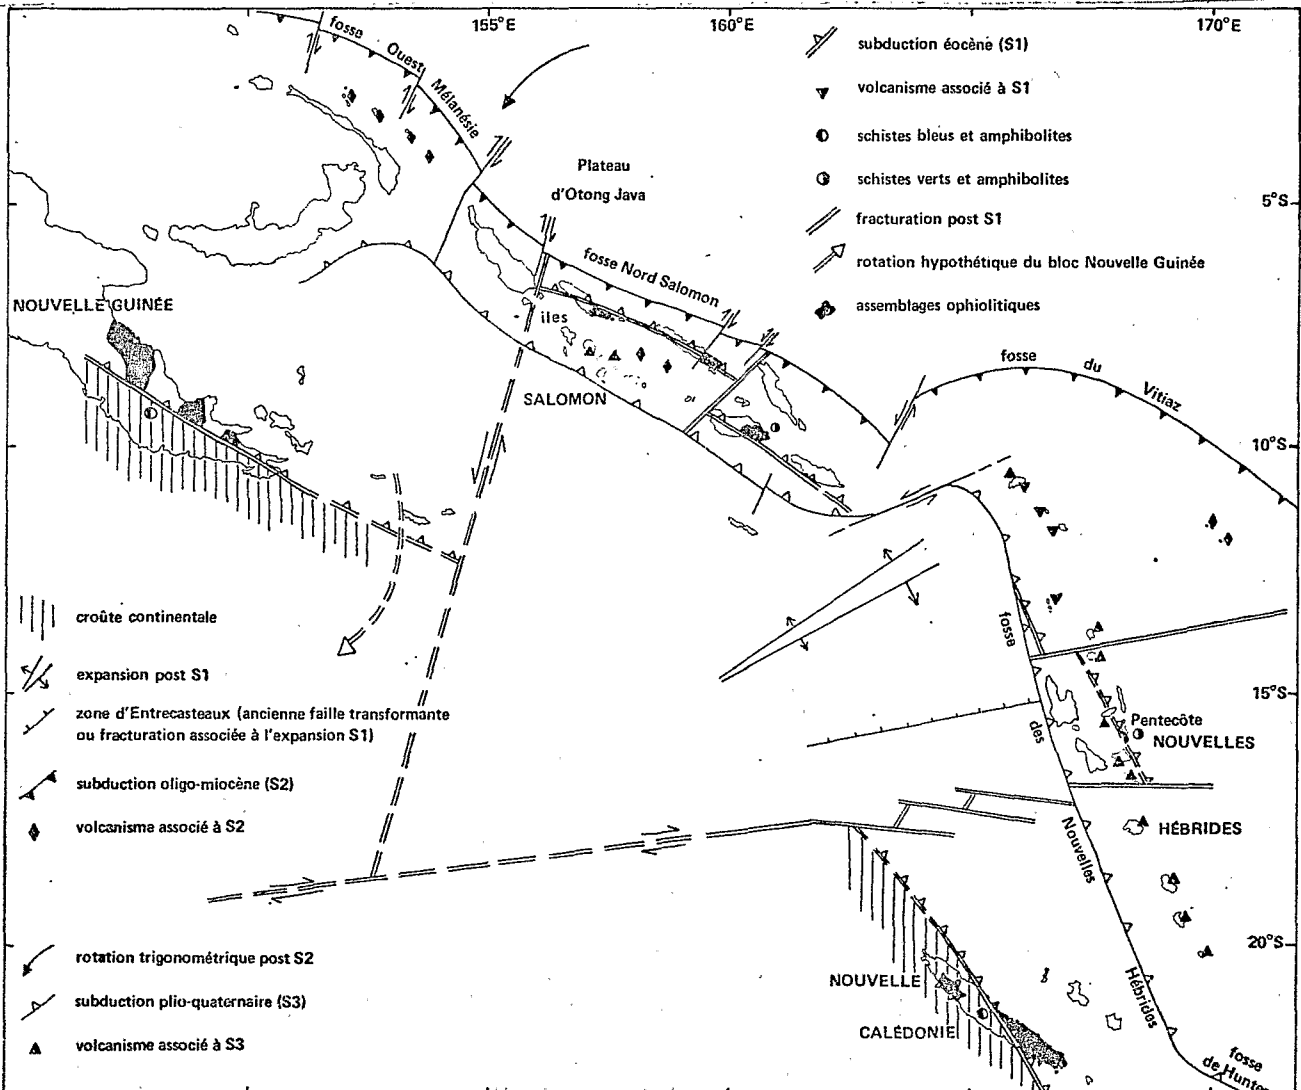 155°E
160°E
170°E
fosse Ouest Mélanésie
subduction éocène (S1)
volcanisme associé à S1
schistes bleus et amphibolites
schistes verts et amphibolites
fracturation post S1
rotation hypothétique du bloc Nouvelle Guinée
assemblages ophiolitiques
Plateau
d'Otong Java
5°S
fosse Nord Salomon
NOUVELLE GUINÉE
îles
SALOMON
fosse du Vitiaz
10°S
croûte continentale
expansion post S1
zone d'Entrecasteaux (ancienne faille transformante
ou fracturation associée à l'expansion S1)
subduction oligo-miocène (S2)
volcanisme associé à S2
15°S
Pentecôte
NOUVELLES
HÉBRIDES
fosse des Nouvelles Hébrides
20°S
rotation trigonométrique post S2
subduction plio-quaternaire (S3)
volcanisme associé à S3
NOUVELLE
CALÉDONIE
fosse
de Hunter